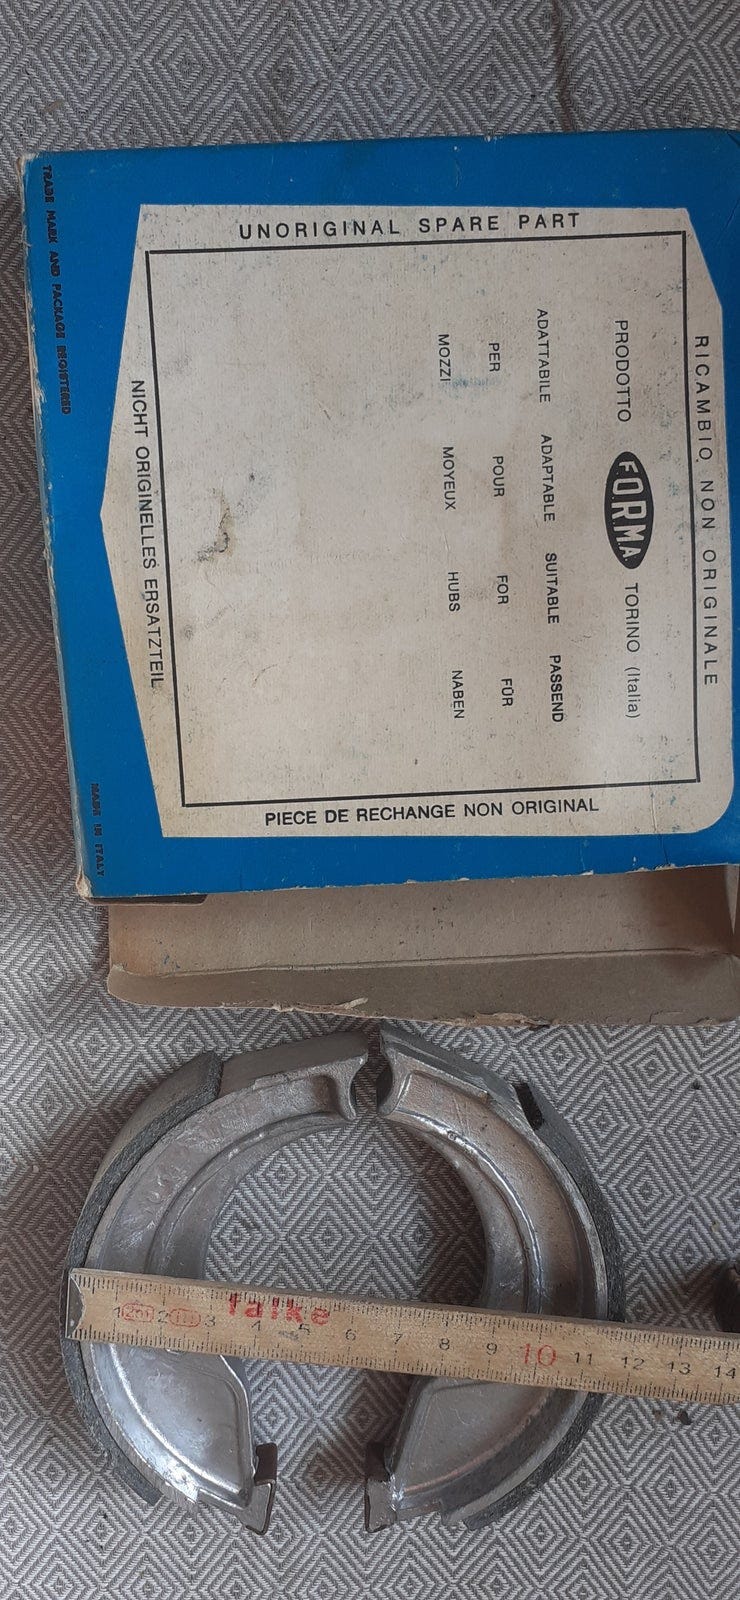 TRADE MARK AND PACKAGE REGISTERED
MADE IN ITALY
UNORIGINAL SPARE PART
RICAMBIO NON ORIGINALE
NICHT ORIGINELLES ERSATZTEIL
PIECE DE RECHANGE NON ORIGINAL
PRODOTTO F.O.R.M.A. TORINO (Italia)
ADATTABILE ADAPTABLE SUITABLE PASSEND
PER POUR FOR FÜR
MOZZI MOYEUX HUBS NABEN
1 2 3 4 5 6 7 8 9 10 11 12 13 14